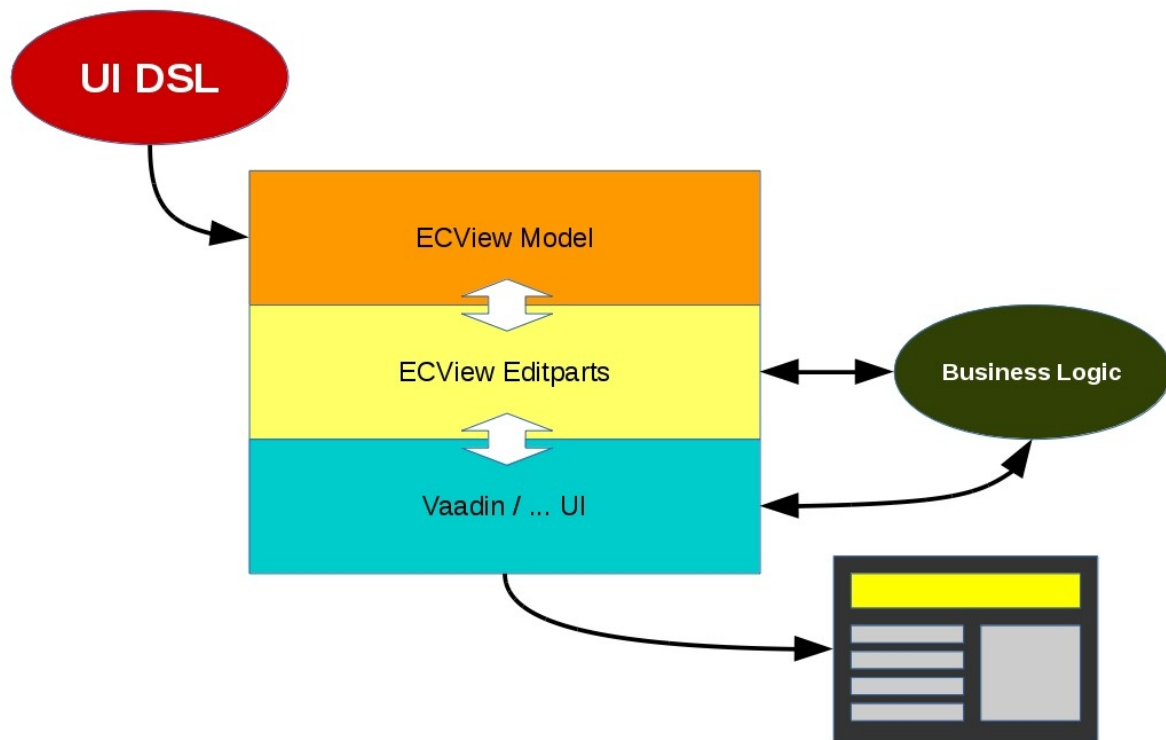 UI DSL
ECView Model
ECView Editparts
Business Logic
Vaadin / ... UI